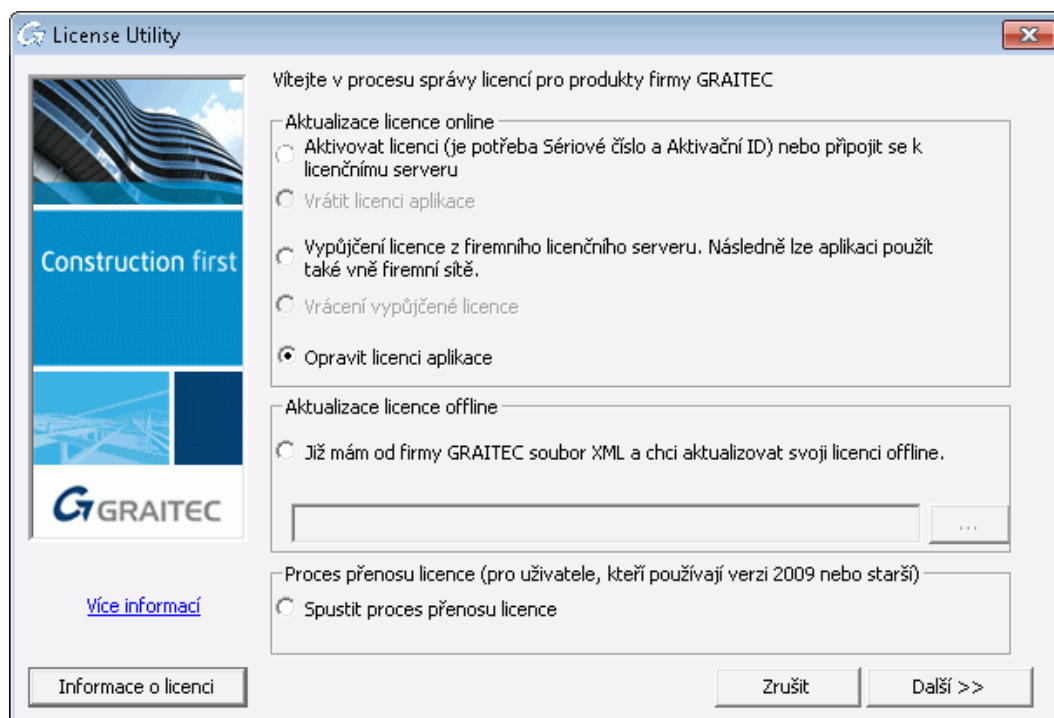 License Utility
Vítejte v procesu správy licencí pro produkty firmy GRAITEC
Aktualizace licence online
Aktivovat licenci (je potřeba Sériové číslo a Aktivační ID) nebo připojit se k
licenčnímu serveru
Vrátit licenci aplikace
Vypůjčení licence z firemního licenčního serveru. Následně lze aplikaci použít
také vně firemní sítě.
Vrácení vypůjčené licence
Opravit licenci aplikace
Construction first
GRAITEC
Aktualizace licence offline
Již mám od firmy GRAITEC soubor XML a chci aktualizovat svoji licenci offline.
...
Proces přenosu licence (pro uživatele, kteří používají verzi 2009 nebo starší)
Spustit proces přenosu licence
Více informací
Informace o licenci
Zrušit
Další >>